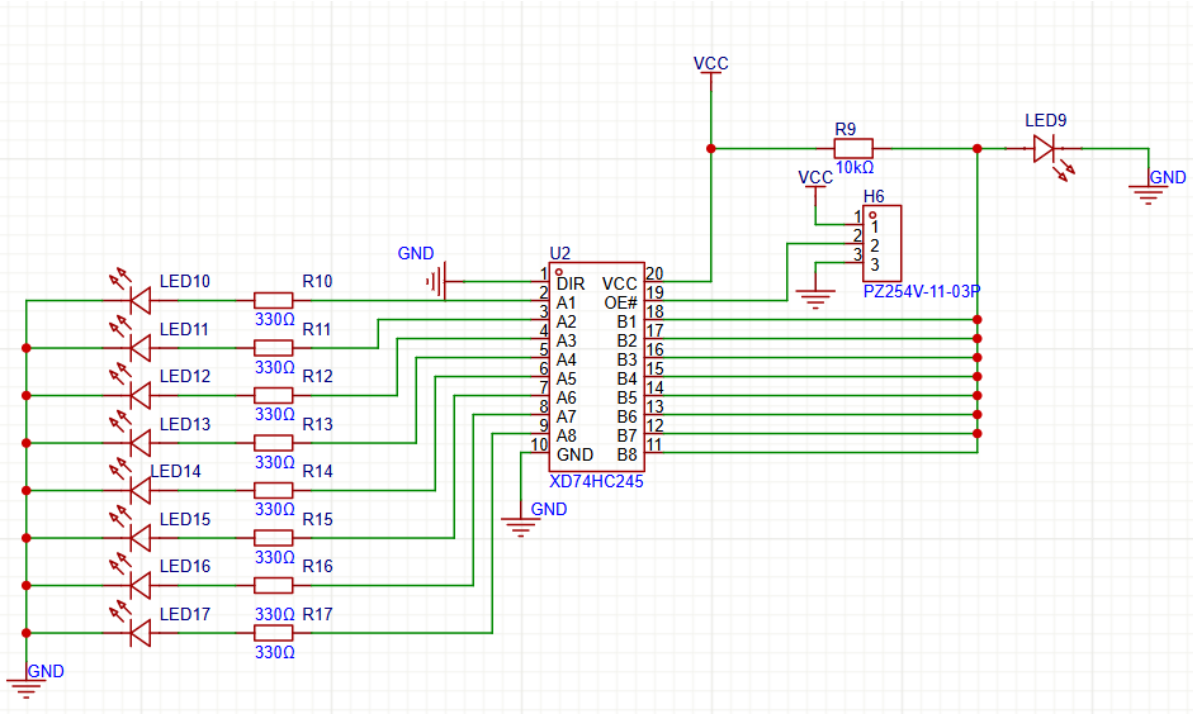 VCC
LED9
R9
10kΩ
GND
VCC
H6
1 1
2 2
3 3
PZ254V-11-03P
GND
U2
1 DIR VCC 20
2 A1 OE# 19
3 A2 B1 18
4 A3 B2 17
5 A4 B3 16
6 A5 B4 15
7 A6 B5 14
8 A7 B6 13
9 A8 B7 12
10 GND B8 11
XD74HC245
GND
LED10 R10
330Ω
LED11 R11
330Ω
LED12 R12
330Ω
LED13 R13
330Ω
LED14 R14
330Ω
LED15 R15
330Ω
LED16 R16
330Ω
LED17 R17
330Ω
GND